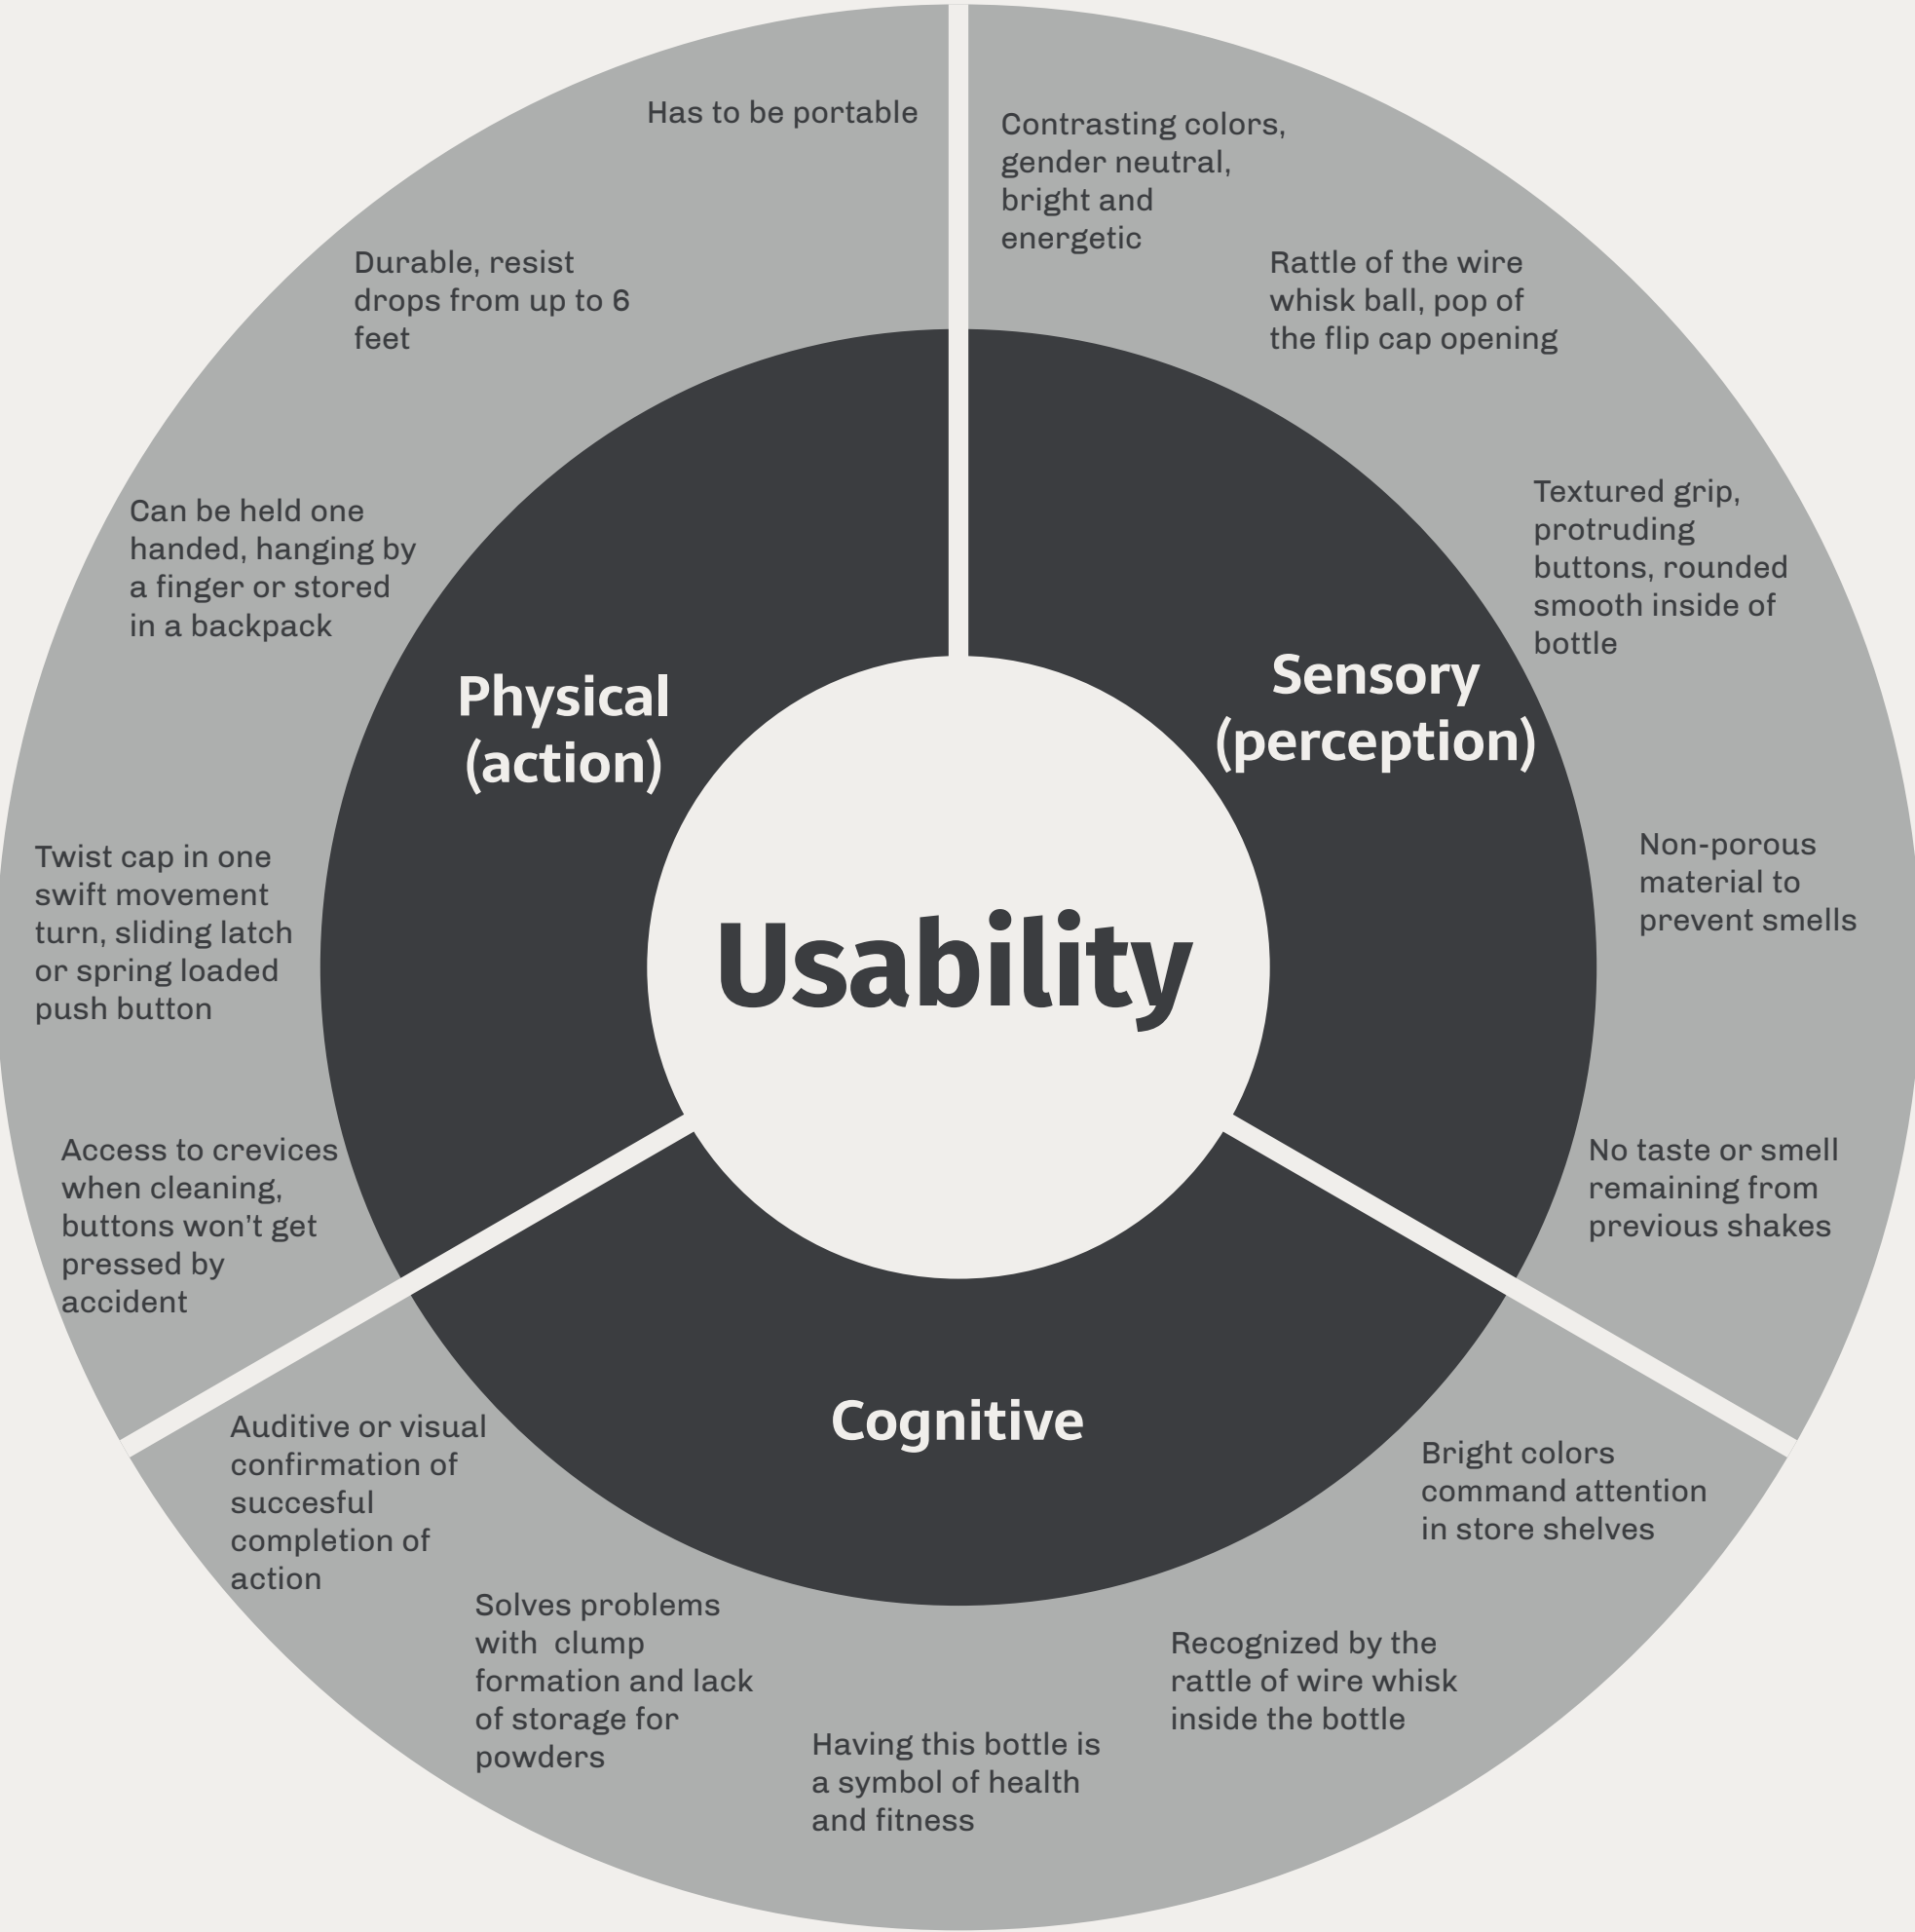 Has to be portable
Contrasting colors,
gender neutral,
bright and
energetic
Durable, resist
drops from up to 6
feet
Rattle of the wire
whisk ball, pop of
the flip cap opening
Can be held one
handed, hanging by
a finger or stored
in a backpack
Textured grip,
protruding
buttons, rounded
smooth inside of
bottle
Physical
(action)
Sensory
(perception)
Twist cap in one
swift movement
turn, sliding latch
or spring loaded
push button
Usability
Non-porous
material to
prevent smells
Access to crevices
when cleaning,
buttons won't get
pressed by
accident
No taste or smell
remaining from
previous shakes
Cognitive
Auditive or visual
confirmation of
succesful
completion of
action
Bright colors
command attention
in store shelves
Solves problems
with  clump
formation and lack
of storage for
powders
Recognized by the
rattle of wire whisk
inside the bottle
Having this bottle is
a symbol of health
and fitness